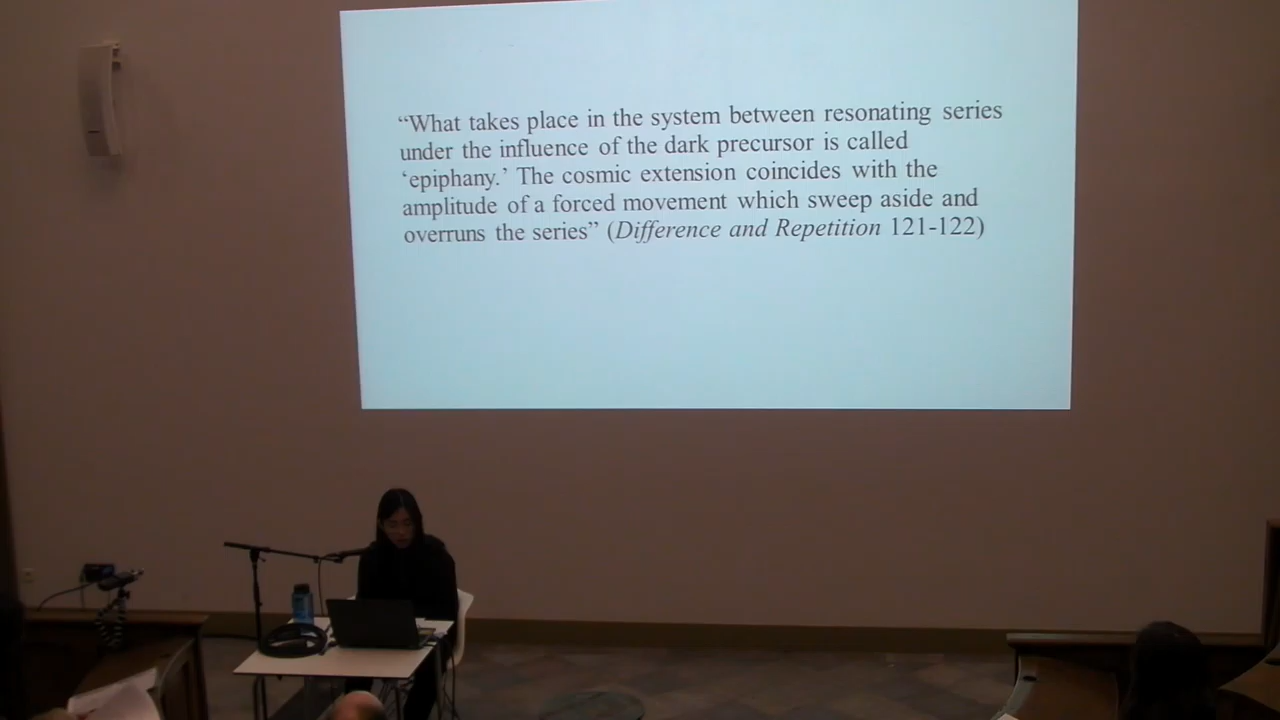 “What takes place in the system between resonating series
under the influence of the dark precursor is called
‘epiphany.’ The cosmic extension coincides with the
amplitude of a forced movement which sweep aside and
overruns the series” (Difference and Repetition 121-122)